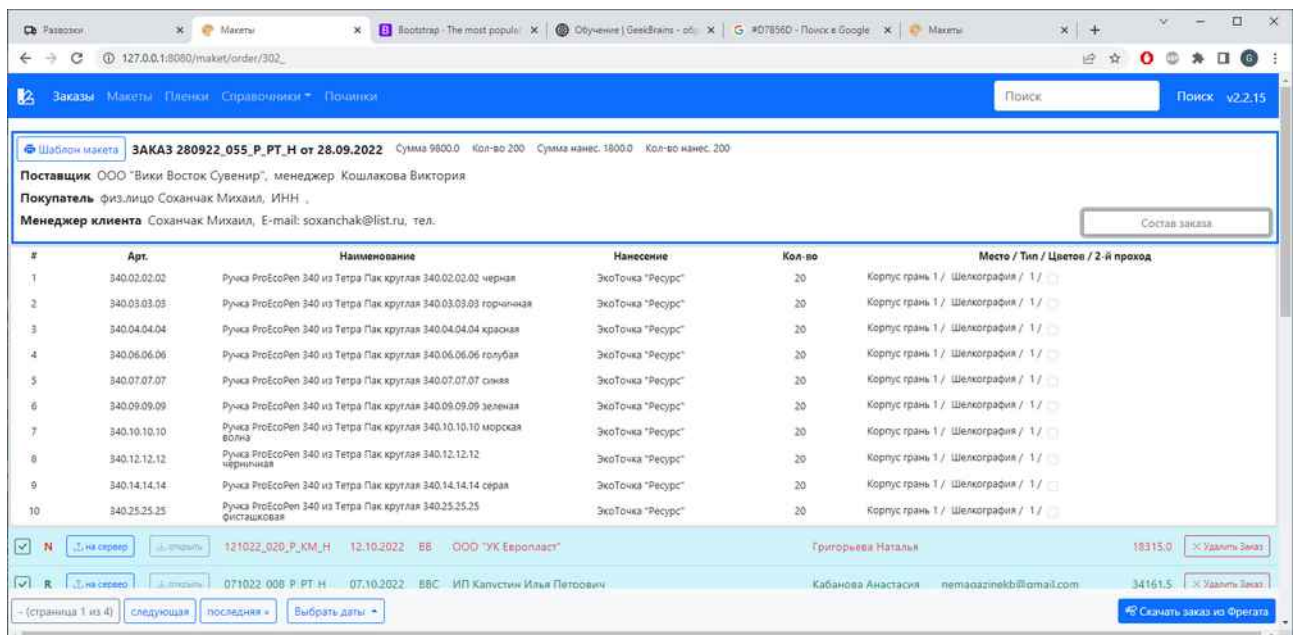 Развозки
Макеты
Bootstrap · The most popular
Обучение | GeekBrains - об
#D7856D - Поиск в Google
Макеты
127.0.0.1:8080/maket/order/302_
Заказы Макеты Пленки Справочники Починки Поиск Поиск v2.2.15
Шаблон макета ЗАКАЗ 280922_055_P_PT_H от 28.09.2022 Сумма 9800.0 Кол-во 200 Сумма нанес. 1800.0 Кол-во нанес. 200
Поставщик ООО "Вики Восток Сувенир", менеджер Кошлакова Виктория
Покупатель физ.лицо Соханчак Михаил, ИНН ,
Менеджер клиента Соханчак Михаил, E-mail: soxanchak@list.ru, тел.
Состав заказа
# Арт. Наименование Нанесение Кол-во Место / Тип / Цветов / 2-й проход
1 340.02.02.02 Ручка ProEcoPen 340 из Тетра Пак круглая 340.02.02.02 черная ЭкоТочка "Ресурс" 20 Корпус грань 1 / Шелкография / 1 /
2 340.03.03.03 Ручка ProEcoPen 340 из Тетра Пак круглая 340.03.03.03 горчичная ЭкоТочка "Ресурс" 20 Корпус грань 1 / Шелкография / 1 /
3 340.04.04.04 Ручка ProEcoPen 340 из Тетра Пак круглая 340.04.04.04 красная ЭкоТочка "Ресурс" 20 Корпус грань 1 / Шелкография / 1 /
4 340.06.06.06 Ручка ProEcoPen 340 из Тетра Пак круглая 340.06.06.06 голубая ЭкоТочка "Ресурс" 20 Корпус грань 1 / Шелкография / 1 /
5 340.07.07.07 Ручка ProEcoPen 340 из Тетра Пак круглая 340.07.07.07 синяя ЭкоТочка "Ресурс" 20 Корпус грань 1 / Шелкография / 1 /
6 340.09.09.09 Ручка ProEcoPen 340 из Тетра Пак круглая 340.09.09.09 зеленая ЭкоТочка "Ресурс" 20 Корпус грань 1 / Шелкография / 1 /
7 340.10.10.10 Ручка ProEcoPen 340 из Тетра Пак круглая 340.10.10.10 морская волна ЭкоТочка "Ресурс" 20 Корпус грань 1 / Шелкография / 1 /
8 340.12.12.12 Ручка ProEcoPen 340 из Тетра Пак круглая 340.12.12.12 черничная ЭкоТочка "Ресурс" 20 Корпус грань 1 / Шелкография / 1 /
9 340.14.14.14 Ручка ProEcoPen 340 из Тетра Пак круглая 340.14.14.14 серая ЭкоТочка "Ресурс" 20 Корпус грань 1 / Шелкография / 1 /
10 340.25.25.25 Ручка ProEcoPen 340 из Тетра Пак круглая 340.25.25.25 фисташковая ЭкоТочка "Ресурс" 20 Корпус грань 1 / Шелкография / 1 /
N на сервер открыть 121022_020_P_KM_H 12.10.2022 BB ООО "УК Европласт" Григорьева Наталья 18315.0 Удалить Заказ
R на сервер открыть 071022_008_P_PT_H 07.10.2022 BBC ИП Капустин Илья Петрович Кабанова Анастасия nemagazinekb@gmail.com 34161.5 Удалить Заказ
- (страница 1 из 4) следующая последняя » Выбрать даты Скачать заказ из Фрегата